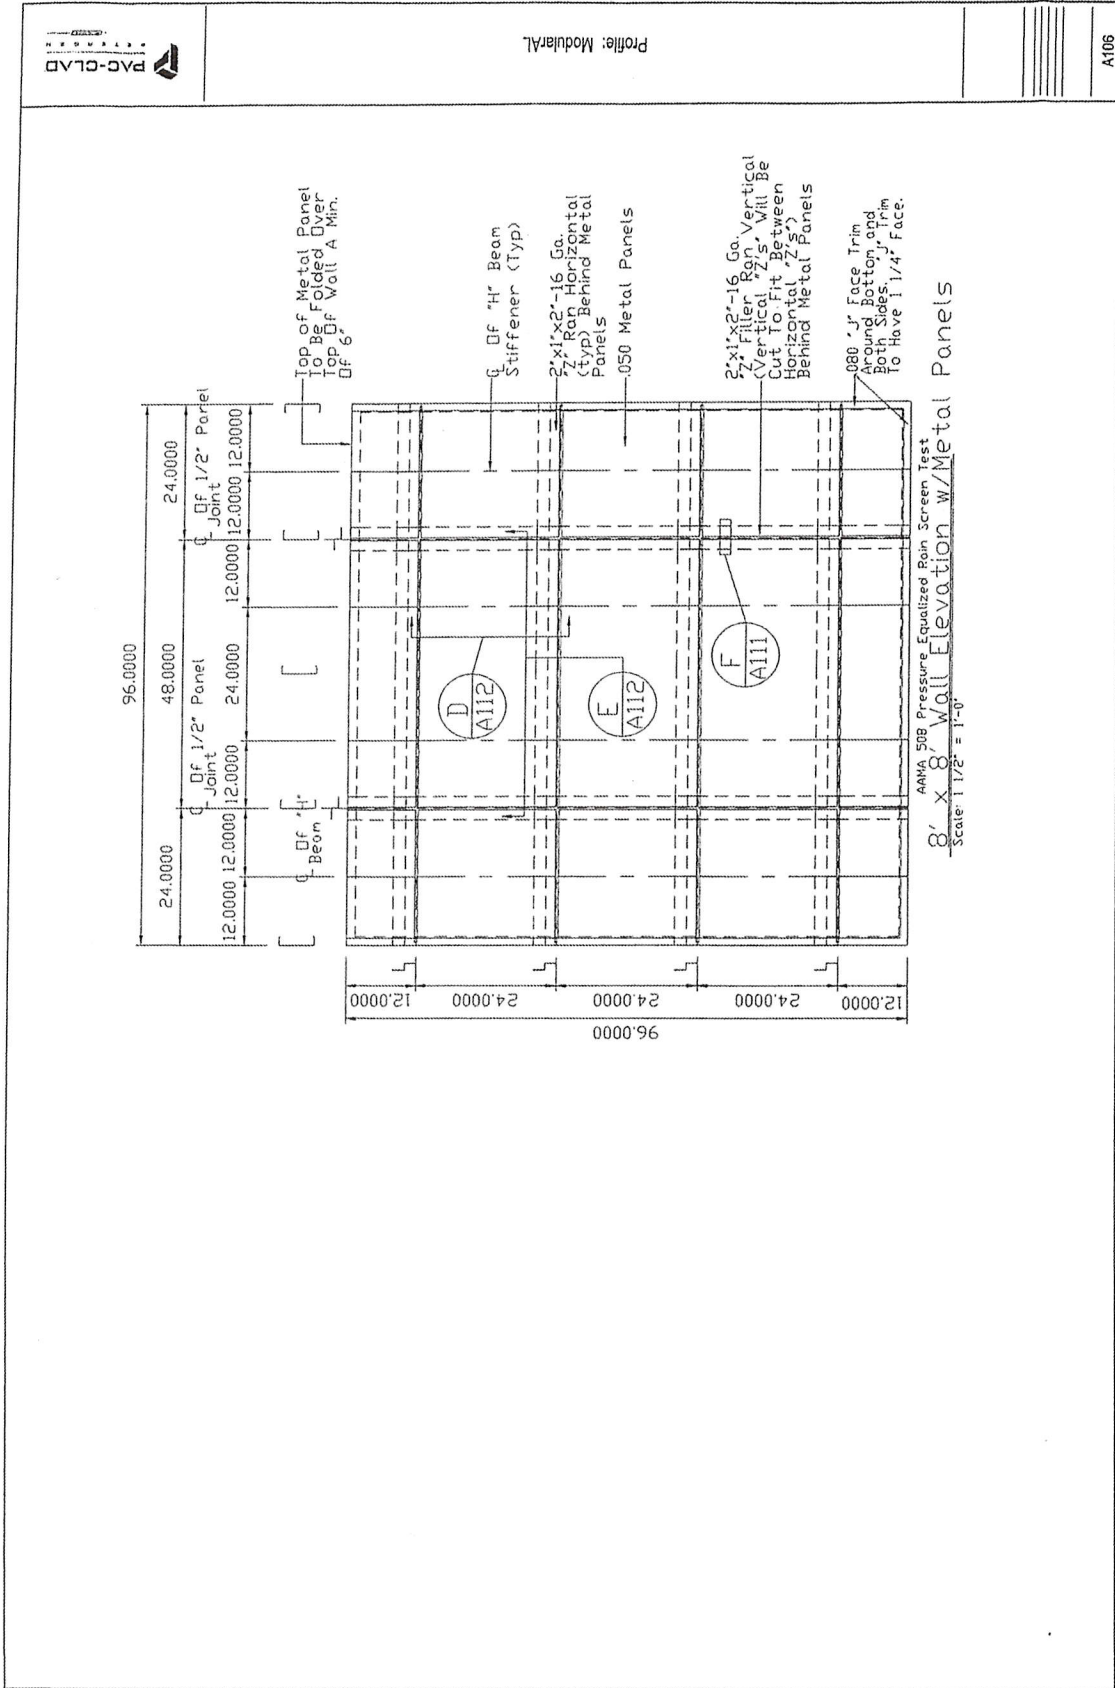 PAC-CLAD
PETERSEN
Profile: ModularAL
A106
96.0000
24.0000
48.0000
24.0000
℄ Of 1/2" Panel
Joint
℄ Of 1/2" Panel
Joint
12.0000
12.0000
12.0000
24.0000
12.0000
12.0000
12.0000
℄ Of "H"
Beam
Top of Metal Panel
To Be Folded Over
Top Of Wall A Min.
Of 6"
℄ Of "H" Beam
Stiffener (Typ)
2"x1"x2"-16 Ga.
"Z" Ran Horizontal
(typ) Behind Metal
Panels
.050 Metal Panels
2"x1"x2"-16 Ga.
"Z" Filler Ran Vertical
(Vertical "Z's" Will Be
Cut To Fit Between
Horizontal "Z's")
Behind Metal Panels
.080 "J" Face Trim
Around Bottom and
Both Sides. "J" Trim
To Have 1 1/4" Face.
D
A112
E
A112
F
A111
12.0000
24.0000
24.0000
24.0000
12.0000
96.0000
AAMA 508 Pressure Equalized Rain Screen Test
8' x 8' Wall Elevation w/Metal Panels
Scale: 1 1/2" = 1'-0"